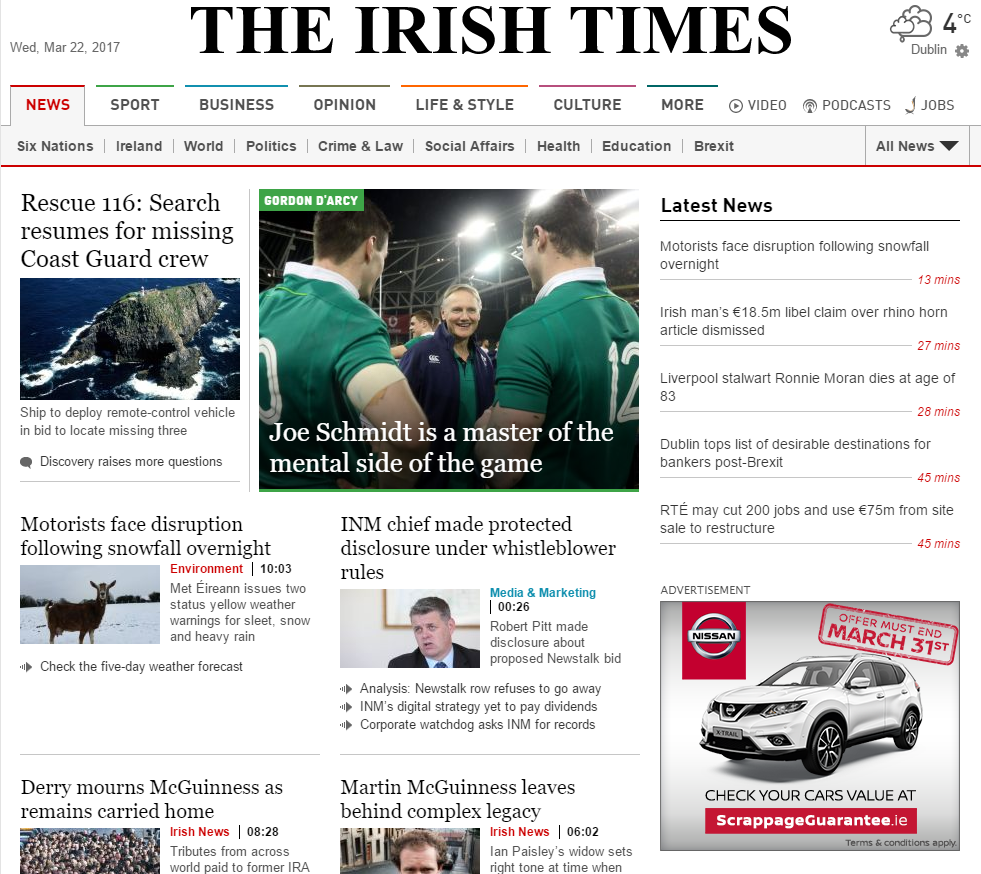 Wed, Mar 22, 2017
THE IRISH TIMES
4°C
Dublin
NEWS
SPORT
BUSINESS
OPINION
LIFE & STYLE
CULTURE
MORE
VIDEO
PODCASTS
JOBS
Six Nations
Ireland
World
Politics
Crime & Law
Social Affairs
Health
Education
Brexit
All News
Rescue 116: Search
resumes for missing
Coast Guard crew
Ship to deploy remote-control vehicle
in bid to locate missing three
Discovery raises more questions
GORDON D'ARCY
12
Joe Schmidt is a master of the
mental side of the game
Latest News
Motorists face disruption following snowfall
overnight
13 mins
Irish man's €18.5m libel claim over rhino horn
article dismissed
27 mins
Liverpool stalwart Ronnie Moran dies at age of
83
28 mins
Dublin tops list of desirable destinations for
bankers post-Brexit
45 mins
RTÉ may cut 200 jobs and use €75m from site
sale to restructure
45 mins
Motorists face disruption
following snowfall overnight
Environment | 10:03
Met Éireann issues two
status yellow weather
warnings for sleet, snow
and heavy rain
Check the five-day weather forecast
INM chief made protected
disclosure under whistleblower
rules
Media & Marketing
| 00:26
Robert Pitt made
disclosure about
proposed Newstalk bid
Analysis: Newstalk row refuses to go away
INM's digital strategy yet to pay dividends
Corporate watchdog asks INM for records
ADVERTISEMENT
NISSAN
OFFER MUST END
MARCH 31ST
X-TRAIL
CHECK YOUR CARS VALUE AT
ScrappageGuarantee.ie
Terms & conditions apply.
Derry mourns McGuinness as
remains carried home
Irish News | 08:28
Tributes from across
world paid to former IRA
Martin McGuinness leaves
behind complex legacy
Irish News | 06:02
Ian Paisley's widow sets
right tone at time when